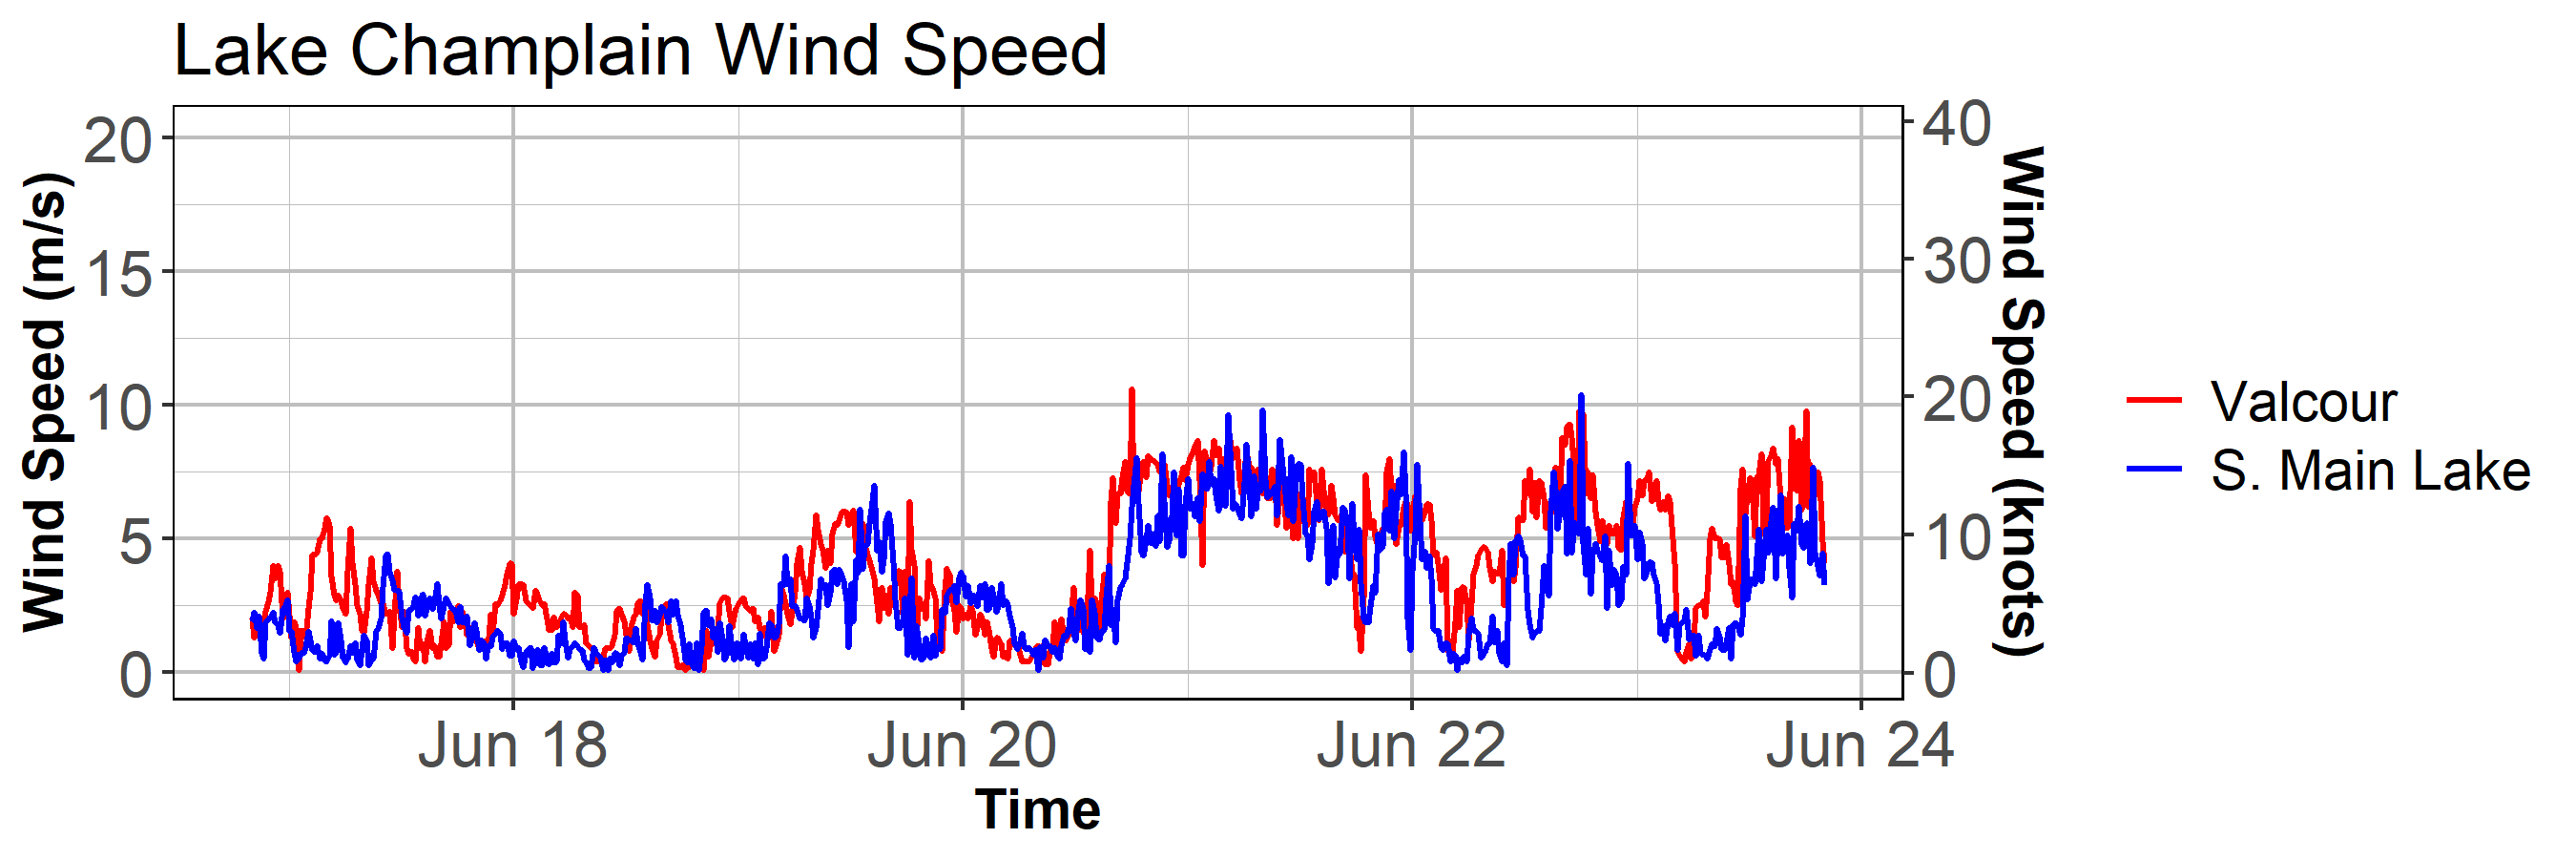 Lake Champlain Wind Speed
Wind Speed (m/s)
20
15
10
5
0
40
30
20
10
0
Wind Speed (knots)
Jun 18
Jun 20
Jun 22
Jun 24
Time
Valcour
S. Main Lake